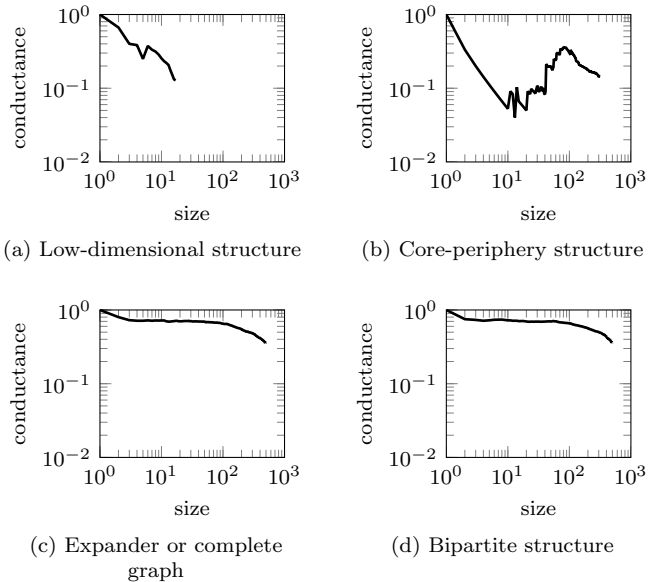 10^0
10^-1
10^-2
conductance
10^0 10^1 10^2 10^3
size
(a) Low-dimensional structure
10^0
10^-1
10^-2
conductance
10^0 10^1 10^2 10^3
size
(b) Core-periphery structure
10^0
10^-1
10^-2
conductance
10^0 10^1 10^2 10^3
size
(c) Expander or complete
graph
10^0
10^-1
10^-2
conductance
10^0 10^1 10^2 10^3
size
(d) Bipartite structure